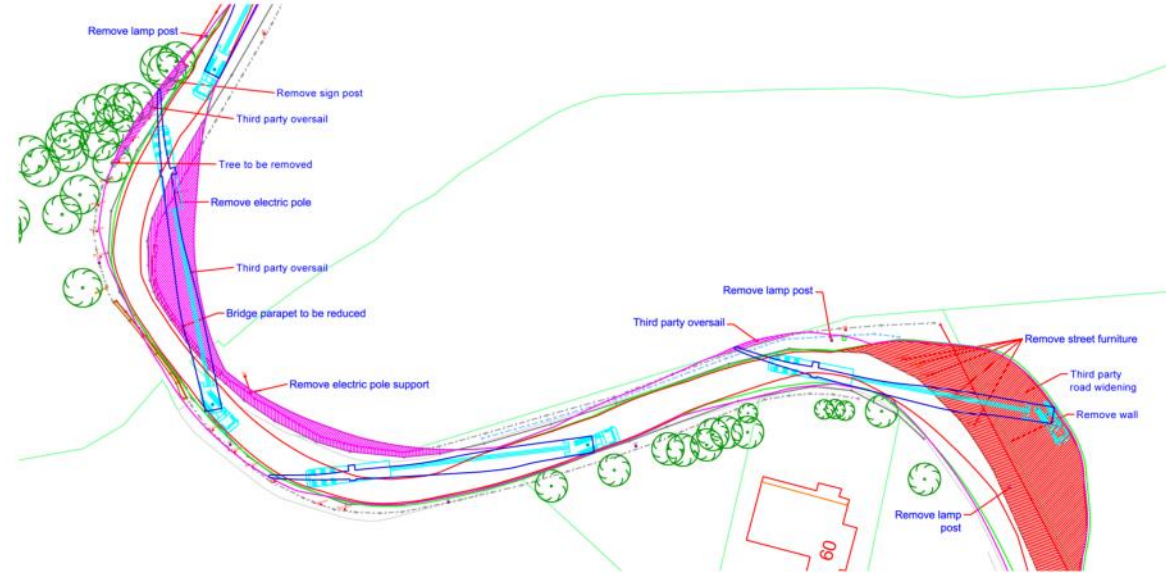 Remove lamp post
Remove sign post
Third party oversail
Tree to be removed
Remove electric pole
Third party oversail
Bridge parapet to be reduced
Remove electric pole support
Remove lamp post
Third party oversail
Remove street furniture
Third party
road widening
Remove wall
Remove lamp
post
60